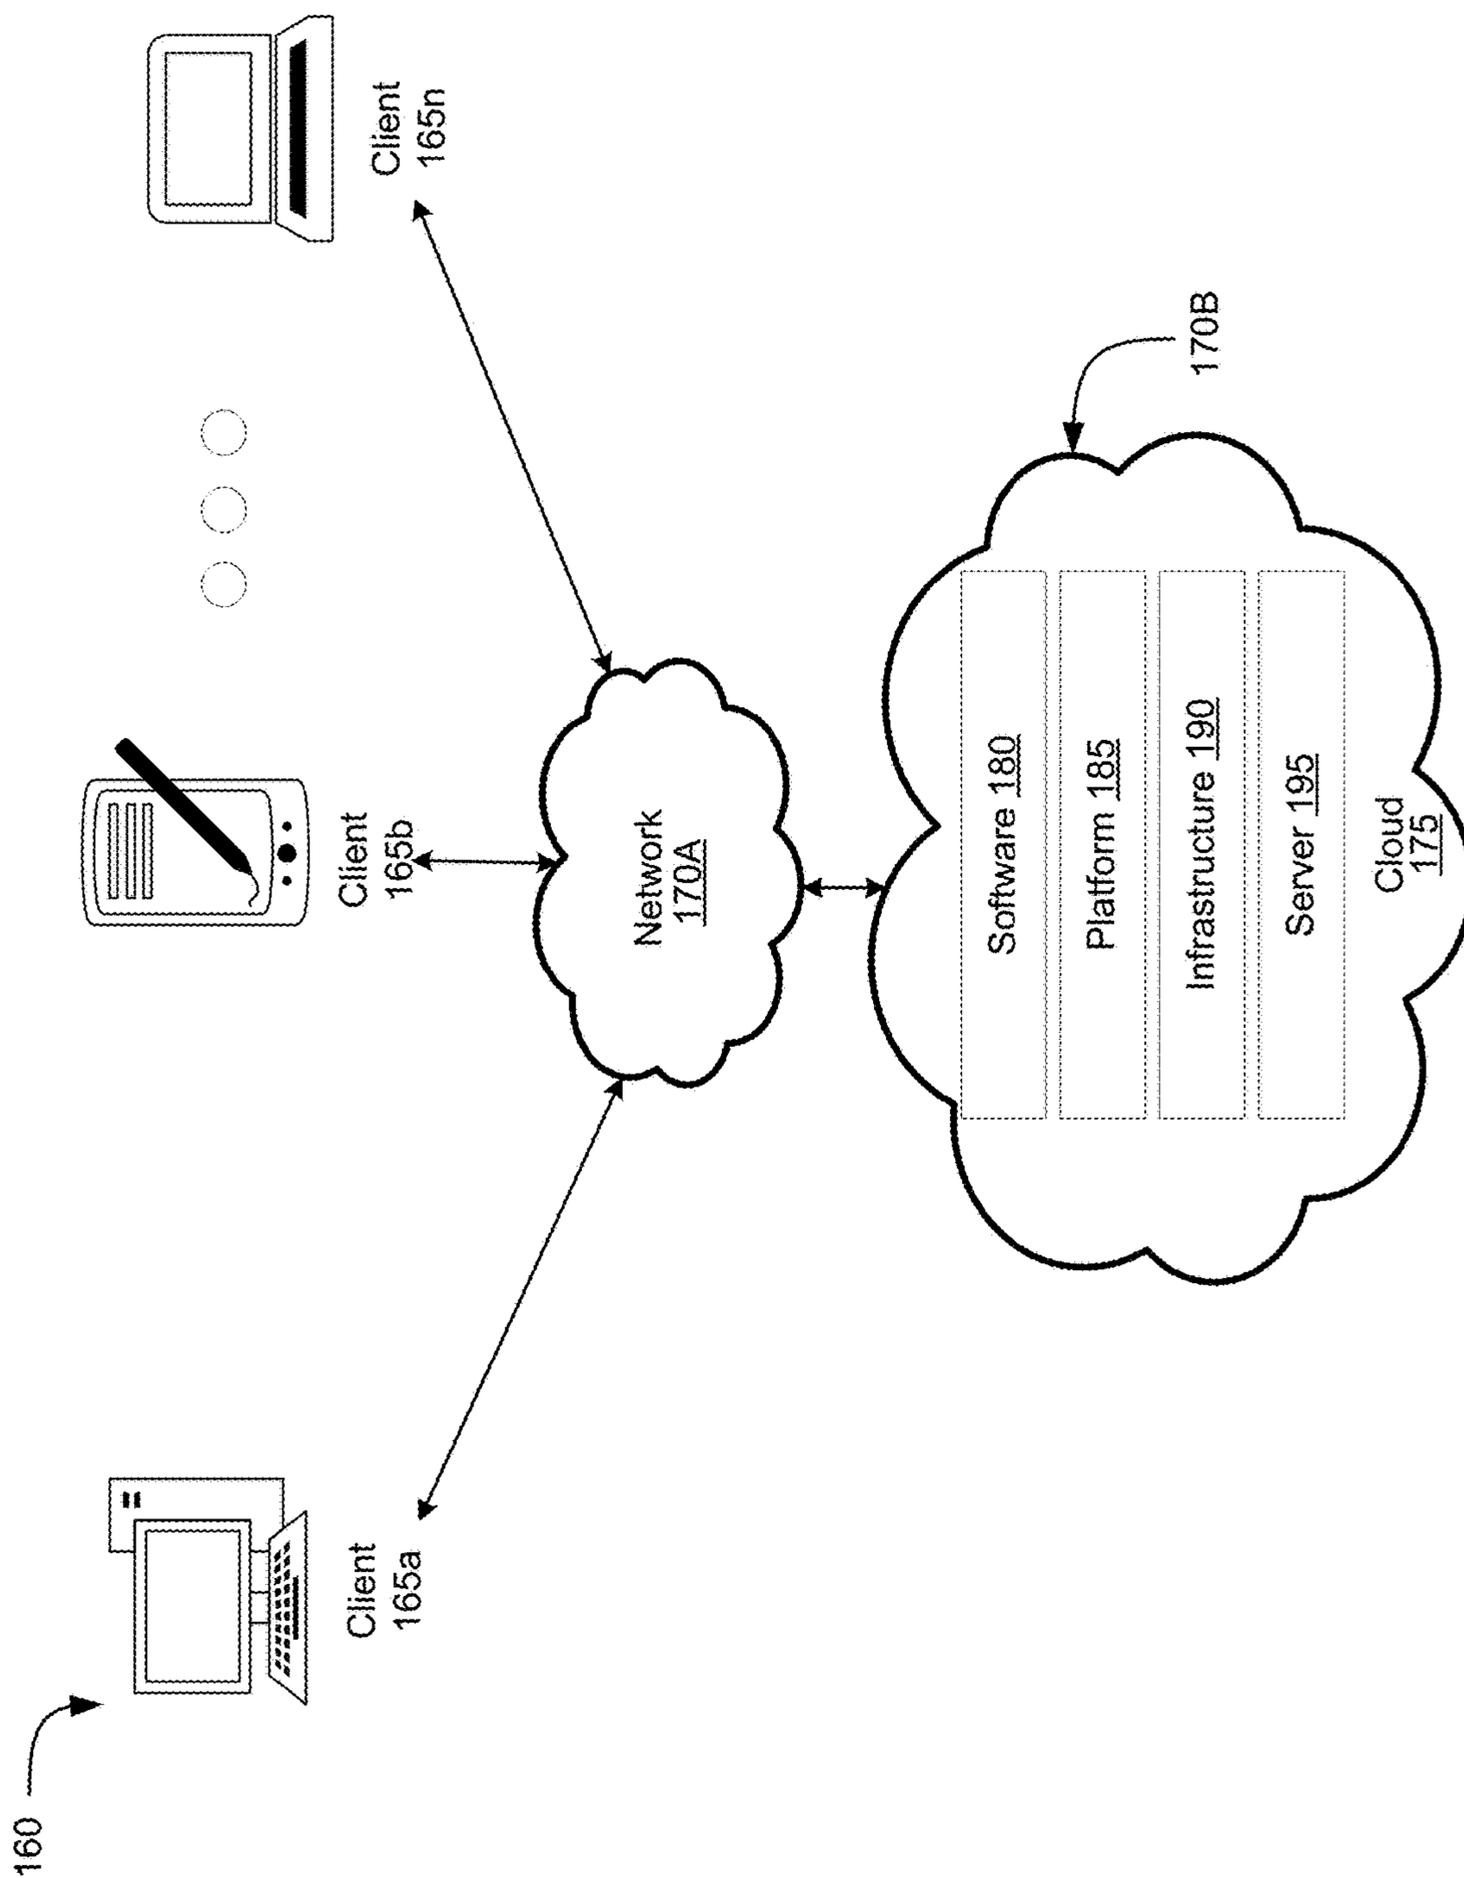 160
Client
165a
Client
165b
Client
165n
Network
170A
170B
Software 180
Platform 185
Infrastructure 190
Server 195
Cloud
175